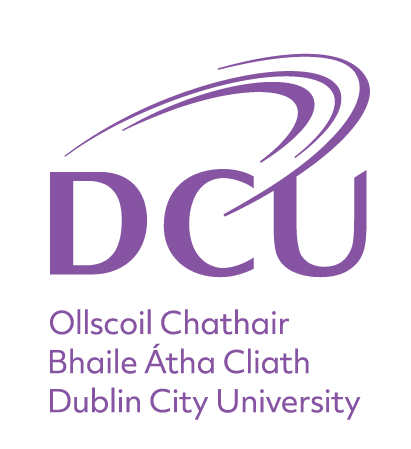 DCU
Ollscoil Chathair
Bhaile Átha Cliath
Dublin City University